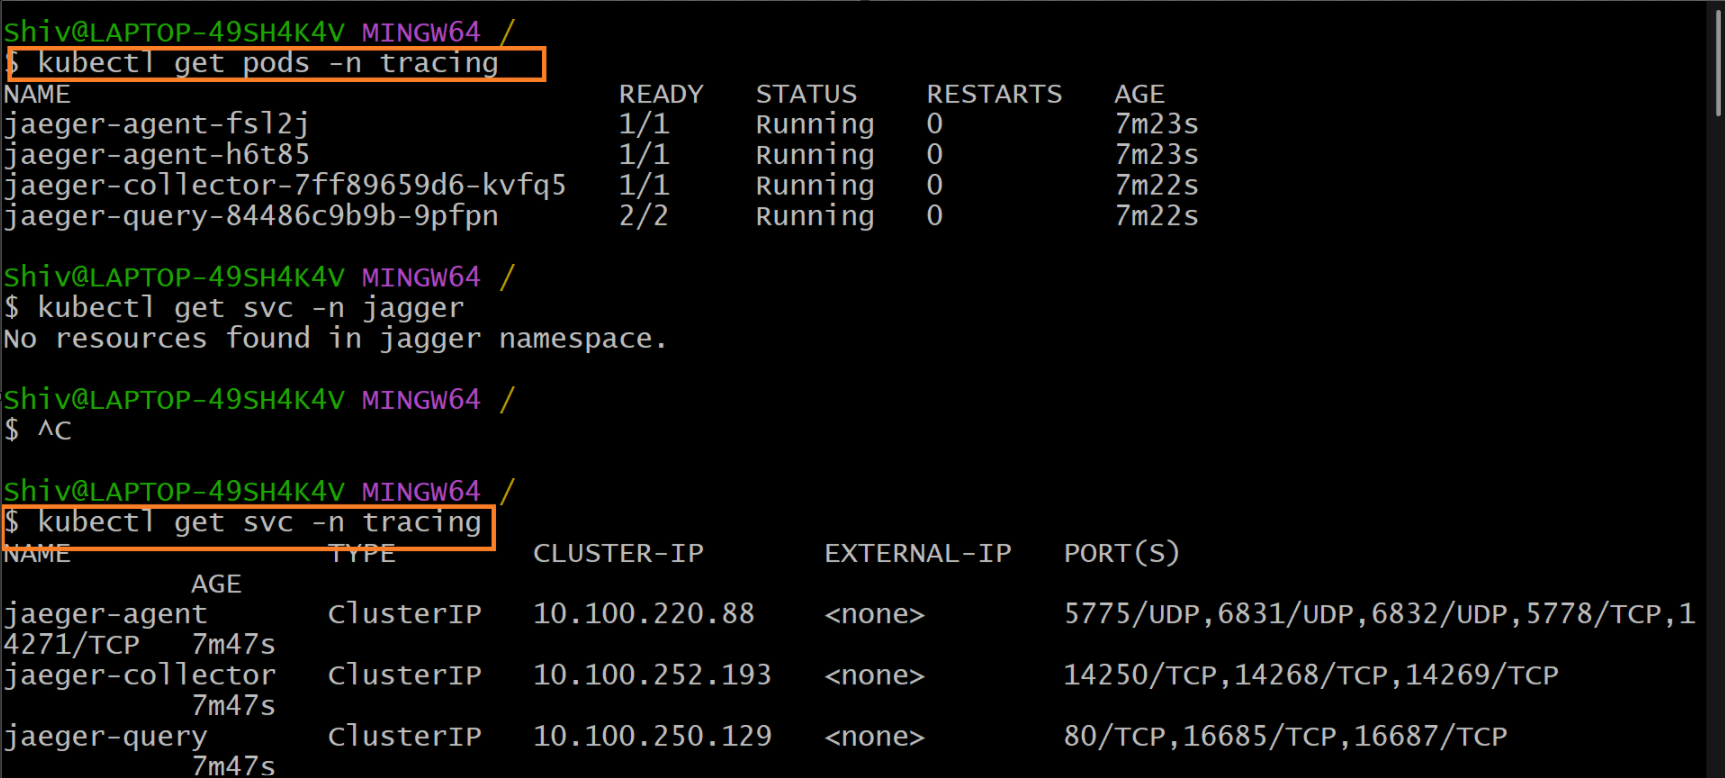 Shiv@LAPTOP-49SH4K4V MINGW64 /
$ kubectl get pods -n tracing
NAME READY STATUS RESTARTS AGE
jaeger-agent-fsl2j 1/1 Running 0 7m23s
jaeger-agent-h6t85 1/1 Running 0 7m23s
jaeger-collector-7ff89659d6-kvfq5 1/1 Running 0 7m22s
jaeger-query-84486c9b9b-9pfpn 2/2 Running 0 7m22s
Shiv@LAPTOP-49SH4K4V MINGW64 /
$ kubectl get svc -n jagger
No resources found in jagger namespace.
Shiv@LAPTOP-49SH4K4V MINGW64 /
$ ^C
Shiv@LAPTOP-49SH4K4V MINGW64 /
$ kubectl get svc -n tracing
NAME TYPE CLUSTER-IP EXTERNAL-IP PORT(S)
AGE
jaeger-agent ClusterIP 10.100.220.88 <none> 5775/UDP,6831/UDP,6832/UDP,5778/TCP,1
4271/TCP 7m47s
jaeger-collector ClusterIP 10.100.252.193 <none> 14250/TCP,14268/TCP,14269/TCP
7m47s
jaeger-query ClusterIP 10.100.250.129 <none> 80/TCP,16685/TCP,16687/TCP
7m47s